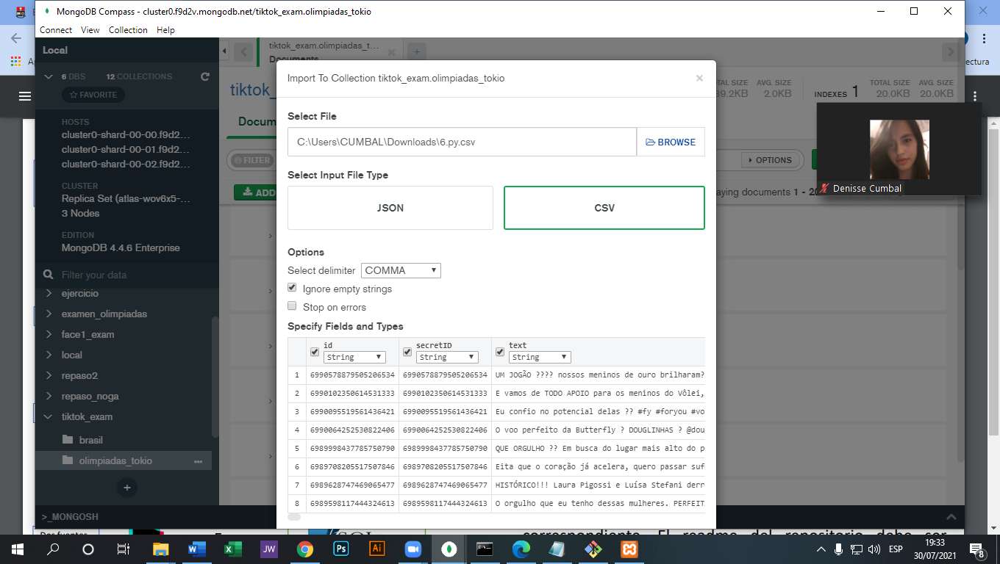 MongoDB Compass - cluster0.f9d2v.mongodb.net/tiktok_exam.olimpiadas_tokio
Connect View Collection Help
Local
6 DBS 12 COLLECTIONS
FAVORITE
HOSTS
cluster0-shard-00-00.f9d2...
cluster0-shard-00-01.f9d2...
cluster0-shard-00-02.f9d2...
CLUSTER
Replica Set (atlas-wov6x5-...
3 Nodes
EDITION
MongoDB 4.4.6 Enterprise
Filter your data
ejercicio
examen_olimpiadas
face1_exam
local
repaso2
repaso_noga
tiktok_exam
brasil
olimpiadas_tokio
>_MONGOSH
tiktok_exam.olimpiadas_t...
Documents
tiktok_
TAL SIZE AVG. SIZE
39.2KB 2.0KB
INDEXES 1
TOTAL SIZE AVG. SIZE
20.0KB 20.0KB
Docum
FILTER
OPTIONS
ADD
aying documents 1 - 20
ectura
Denisse Cumbal
Import To Collection tiktok_exam.olimpiadas_tokio
Select File
C:\Users\CUMBAL\Downloads\6.py.csv
BROWSE
Select Input File Type
JSON CSV
Options
Select delimiter COMMA
Ignore empty strings
Stop on errors
Specify Fields and Types
id secretID text
String String String
1 6990578879505206534 6990578879505206534 UM JOGÃO ???? nossos meninos de ouro brilharam?
2 6990102350614531333 6990102350614531333 E vamos de TODO APOIO para os meninos do Vôlei,
3 6990095519561436421 6990095519561436421 Eu confio no potencial delas ?? #fy #foryou #vo
4 6990064252530822406 6990064252530822406 O voo perfeito da Butterfly ? DOUGLINHAS ? @dou
5 6989998437785750790 6989998437785750790 QUE ORGULHO ?? Em busca do lugar mais alto do p
6 6989708205517507846 6989708205517507846 Eita que o coração já acelera, quero passar suf
7 6989628747469065477 6989628747469065477 HISTÓRICO!!! Laura Pigossi e Luísa Stefani derr
8 6989598117444324613 6989598117444324613 O orgulho que eu tenho dessas mulheres. PERFEIT
correspondiente. El readme del repositorio debe ser
JW Ps Ai
ESP
19:33
30/07/2021
8